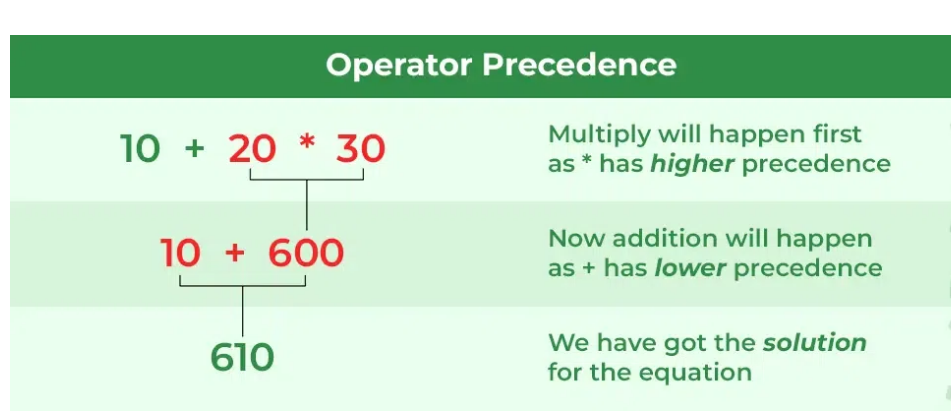 Operator Precedence
10 + 20 * 30
Multiply will happen first
as * has higher precedence
10 + 600
Now addition will happen
as + has lower precedence
610
We have got the solution
for the equation